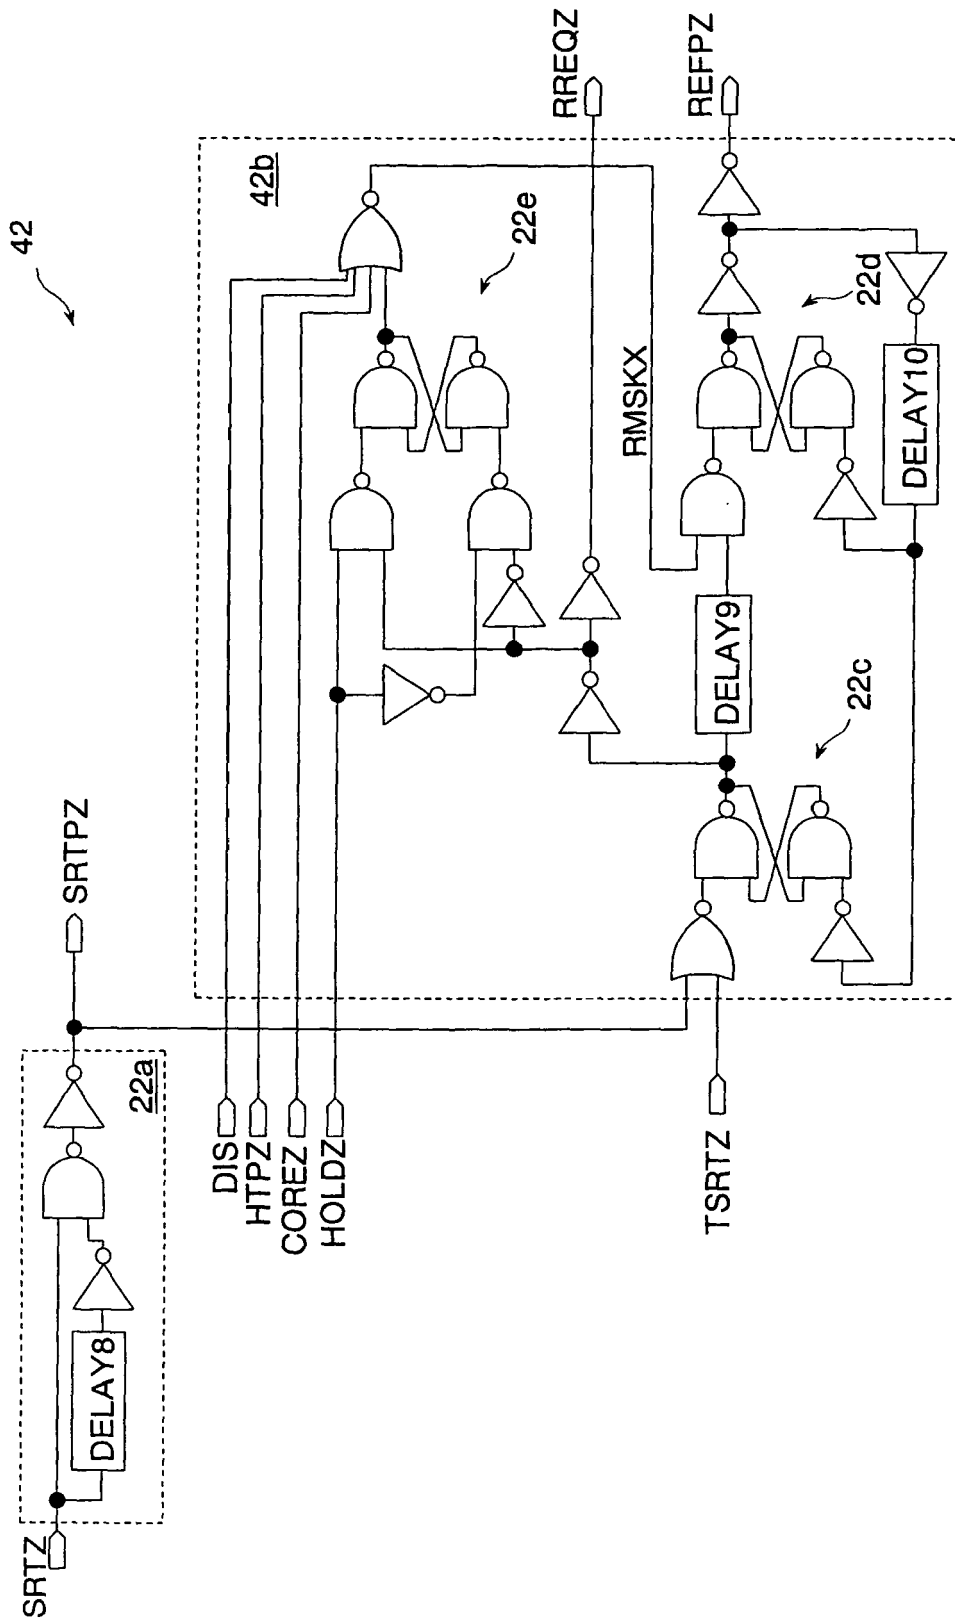 42
SRTZ
DELAY8
22a
SRTPZ
DIS
HTPZ
COREZ
HOLDZ
TSRTZ
42b
22e
RREQZ
RMSKX
DELAY9
22c
22d
DELAY10
REFPZ